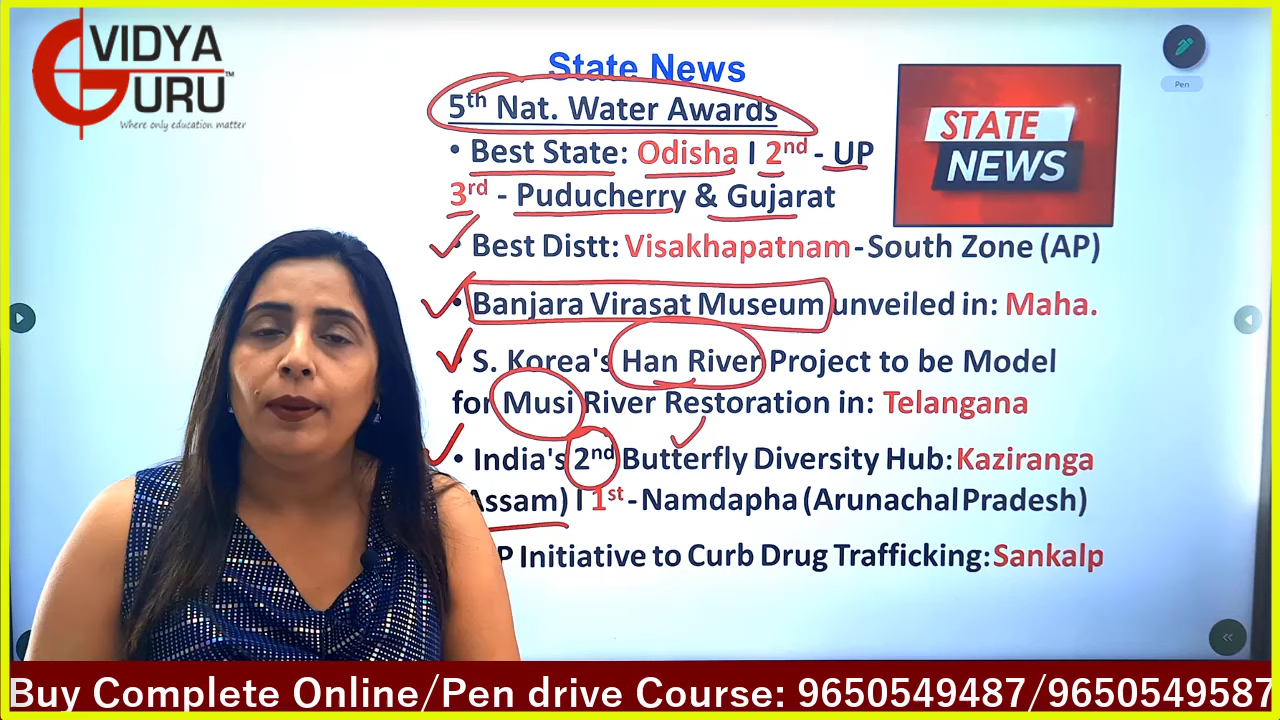 VIDYA
GURU™
Where only education matter
State News
5th Nat. Water Awards
• Best State: Odisha I 2nd - UP
3rd - Puducherry & Gujarat
• Best Distt: Visakhapatnam - South Zone (AP)
• Banjara Virasat Museum unveiled in: Maha.
• S. Korea's Han River Project to be Model
for Musi River Restoration in: Telangana
• India's 2nd Butterfly Diversity Hub: Kaziranga
Assam) I 1st - Namdapha (Arunachal Pradesh)
P Initiative to Curb Drug Trafficking: Sankalp
STATE
NEWS
Pen
Buy Complete Online/Pen drive Course: 9650549487/9650549587